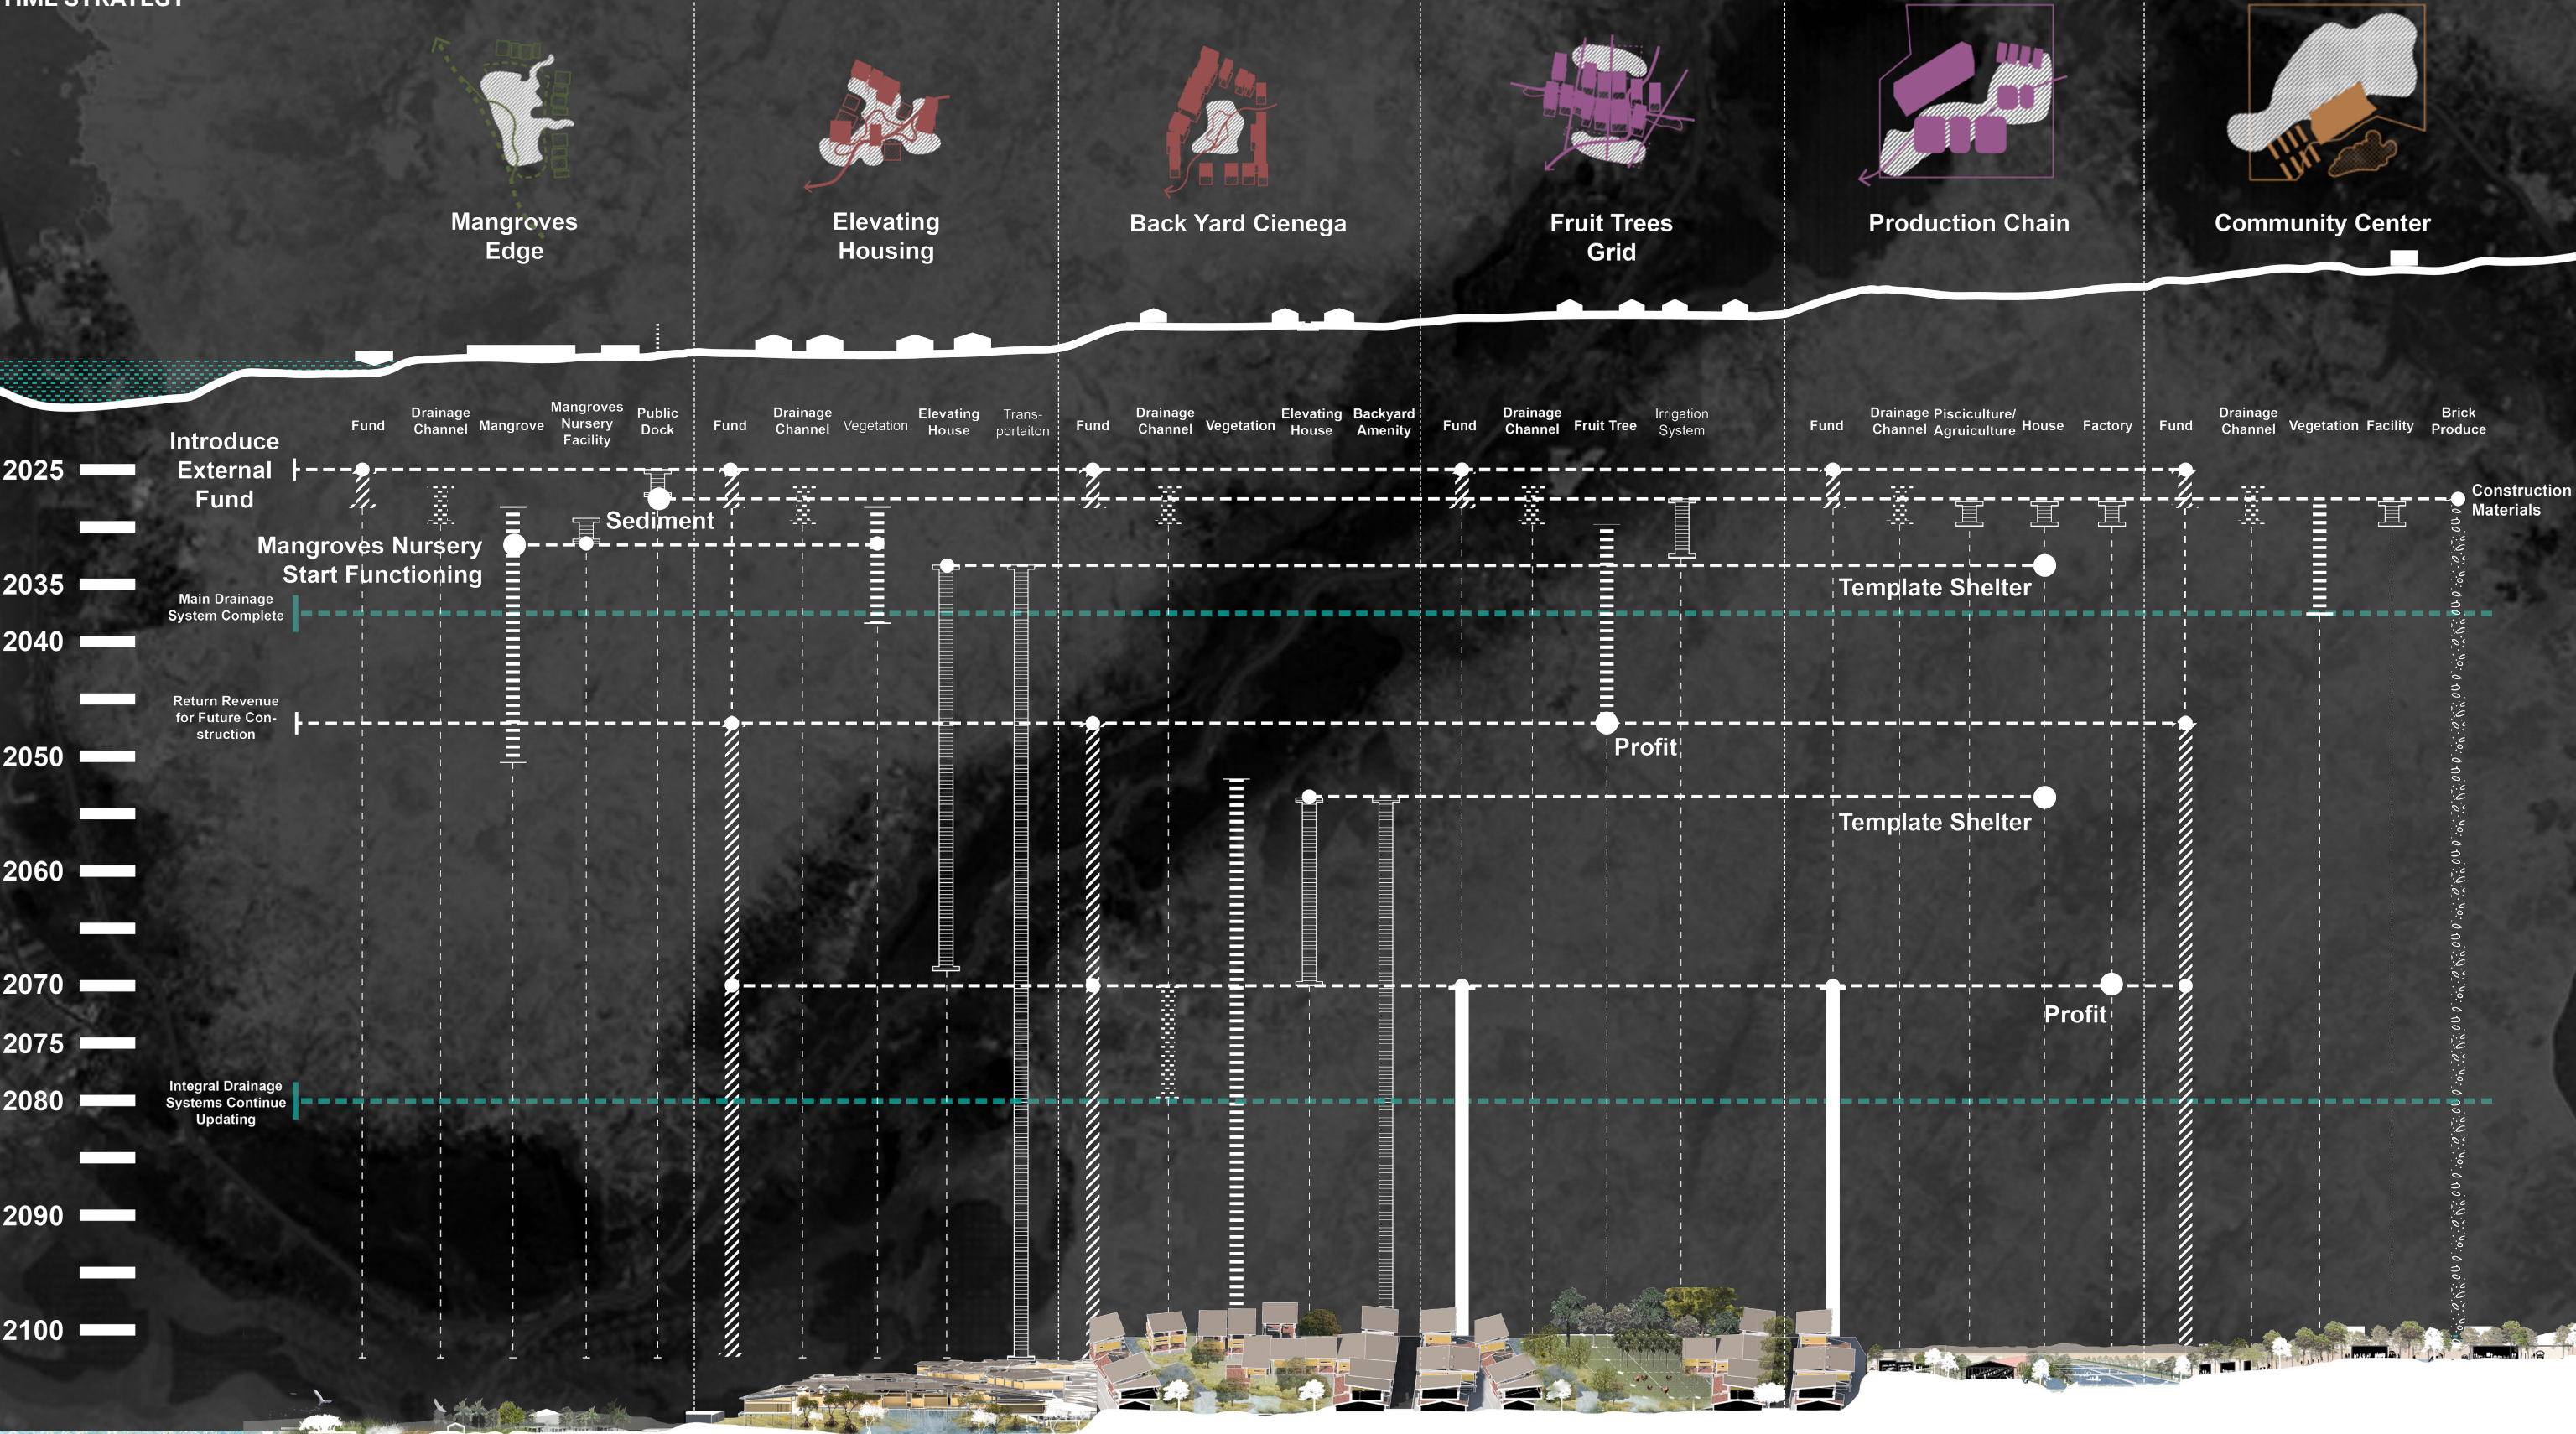 TIME STRATEGY
Mangroves
Edge
Elevating
Housing
Back Yard Cienega
Fruit Trees
Grid
Production Chain
Community Center
Fund
Drainage
Channel
Mangrove
Mangroves
Nursery
Facility
Public
Dock
Fund
Drainage
Channel
Vegetation
Elevating
House
Trans-
portaiton
Fund
Drainage
Channel
Vegetation
Elevating
House
Backyard
Amenity
Fund
Drainage
Channel
Fruit Tree
Irrigation
System
Fund
Drainage
Channel
Pisciculture/
Agruiculture
House
Factory
Fund
Drainage
Channel
Vegetation
Facility
Brick
Produce
Introduce
External
Fund
2025
Construction
Materials
Sediment
Mangroves Nursery
Start Functioning
2035
Template Shelter
Main Drainage
System Complete
2040
Return Revenue
for Future Con-
struction
Profit
2050
Template Shelter
2060
2070
Profit
2075
Integral Drainage
Systems Continue
Updating
2080
2090
2100